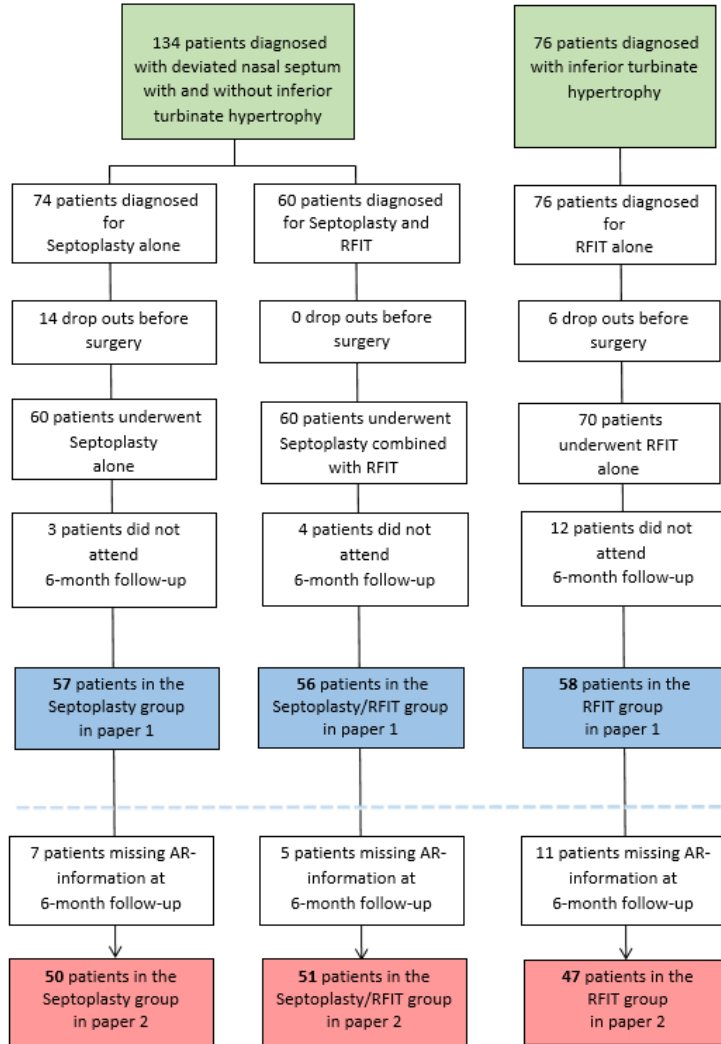 134 patients diagnosed
with deviated nasal septum
with and without inferior
turbinate hypertrophy
76 patients diagnosed
with inferior turbinate
hypertrophy
74 patients diagnosed
for
Septoplasty alone
60 patients diagnosed
for Septoplasty and
RFIT
76 patients diagnosed
for
RFIT alone
14 drop outs before
surgery
0 drop outs before
surgery
6 drop outs before
surgery
60 patients underwent
Septoplasty
alone
60 patients underwent
Septoplasty combined
with RFIT
70 patients
underwent RFIT
alone
3 patients did not
attend
6-month follow-up
4 patients did not
attend
6-month follow-up
12 patients did not
attend
6-month follow-up
57 patients in the
Septoplasty group
in paper 1
56 patients in the
Septoplasty/RFIT group
in paper 1
58 patients in the
RFIT group
in paper 1
7 patients missing AR-
information at
6-month follow-up
5 patients missing AR-
information at
6-month follow-up
11 patients missing AR-
information at
6-month follow-up
50 patients in the
Septoplasty group
in paper 2
51 patients in the
Septoplasty/RFIT group
in paper 2
47 patients in the
RFIT group
in paper 2